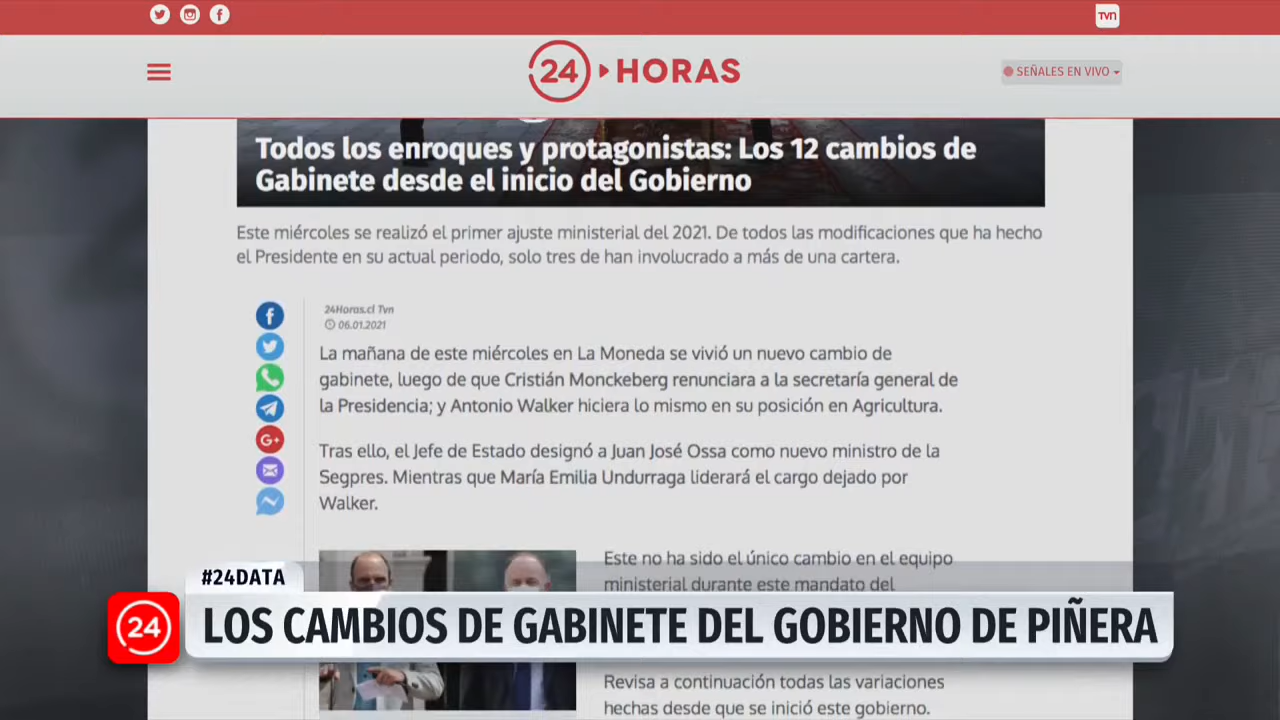 TVN
24 HORAS
SEÑALES EN VIVO
Todos los enroques y protagonistas: Los 12 cambios de
Gabinete desde el inicio del Gobierno
Este miércoles se realizó el primer ajuste ministerial del 2021. De todos las modificaciones que ha hecho
el Presidente en su actual periodo, solo tres de han involucrado a más de una cartera.
24Horas.cl Tvn
06.01.2021
La mañana de este miércoles en La Moneda se vivió un nuevo cambio de
gabinete, luego de que Cristián Monckeberg renunciara a la secretaría general de
la Presidencia; y Antonio Walker hiciera lo mismo en su posición en Agricultura.
Tras ello, el Jefe de Estado designó a Juan José Ossa como nuevo ministro de la
Segpres. Mientras que María Emilia Undurraga liderará el cargo dejado por
Walker.
Este no ha sido el único cambio en el equipo
ministerial durante este mandato del
#24DATA
24
LOS CAMBIOS DE GABINETE DEL GOBIERNO DE PIÑERA
Revisa a continuación todas las variaciones
hechas desde que se inició este gobierno.